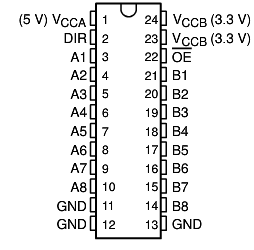 (5 V) VCCA 1 24 VCCB (3.3 V)
DIR 2 23 VCCB (3.3 V)
A1 3 22 OE
A2 4 21 B1
A3 5 20 B2
A4 6 19 B3
A5 7 18 B4
A6 8 17 B5
A7 9 16 B6
A8 10 15 B7
GND 11 14 B8
GND 12 13 GND